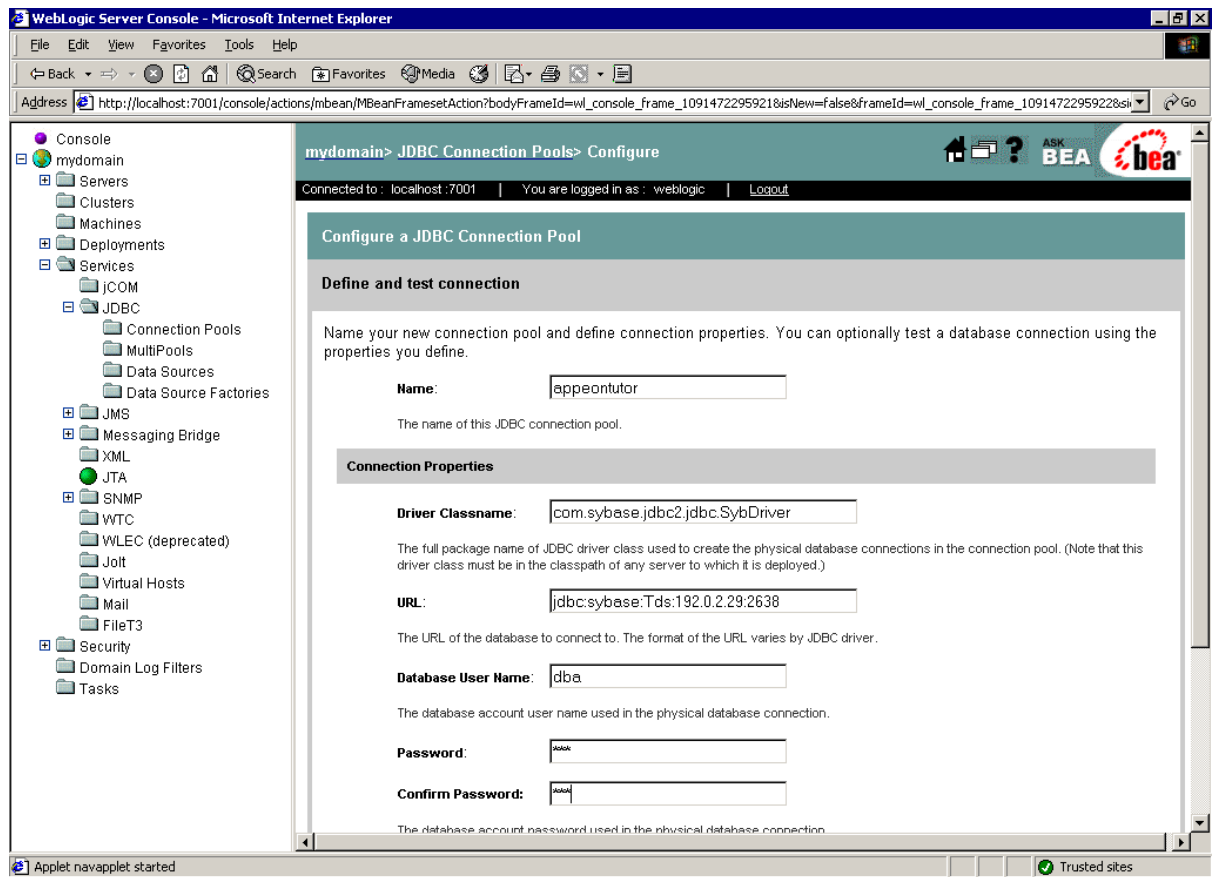 WebLogic Server Console - Microsoft Internet Explorer
File Edit View Favorites Tools Help
Back Search Favorites Media
Address http://localhost:7001/console/actions/mbean/MBeanFramesetAction?bodyFrameId=wl_console_frame_1091472295921&isNew=false&frameId=wl_console_frame_1091472295922&si Go
Console
mydomain
Servers
Clusters
Machines
Deployments
Services
jCOM
JDBC
Connection Pools
MultiPools
Data Sources
Data Source Factories
JMS
Messaging Bridge
XML
JTA
SNMP
WTC
WLEC (deprecated)
Jolt
Virtual Hosts
Mail
FileT3
Security
Domain Log Filters
Tasks
mydomain> JDBC Connection Pools> Configure
? ASK BEA bea
Connected to : localhost :7001 | You are logged in as : weblogic | Logout
Configure a JDBC Connection Pool
Define and test connection
Name your new connection pool and define connection properties. You can optionally test a database connection using the
properties you define.
Name: appeontutor
The name of this JDBC connection pool.
Connection Properties
Driver Classname: com.sybase.jdbc2.jdbc.SybDriver
The full package name of JDBC driver class used to create the physical database connections in the connection pool. (Note that this
driver class must be in the classpath of any server to which it is deployed.)
URL: jdbc:sybase:Tds:192.0.2.29:2638
The URL of the database to connect to. The format of the URL varies by JDBC driver.
Database User Name: dba
The database account user name used in the physical database connection.
Password: ***
Confirm Password: ***
The database account password used in the physical database connection
Applet navapplet started
Trusted sites